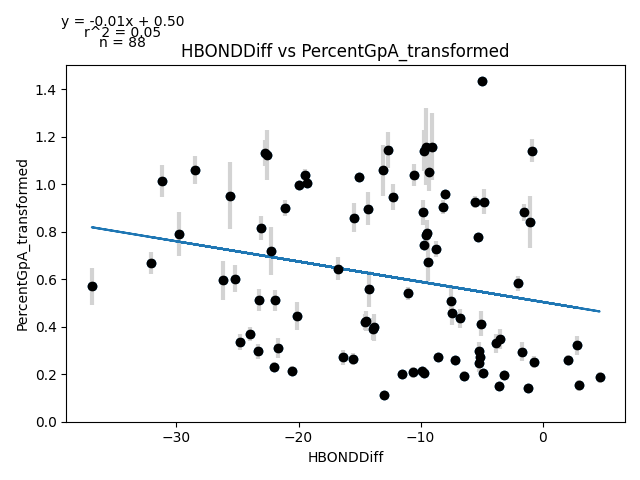 y = -0.01x + 0.50
r^2 = 0.05
n = 88
HBONDDiff vs PercentGpA_transformed
PercentGpA_transformed
1.4
1.2
1.0
0.8
0.6
0.4
0.2
0.0
−30 −20 −10 0
HBONDDiff